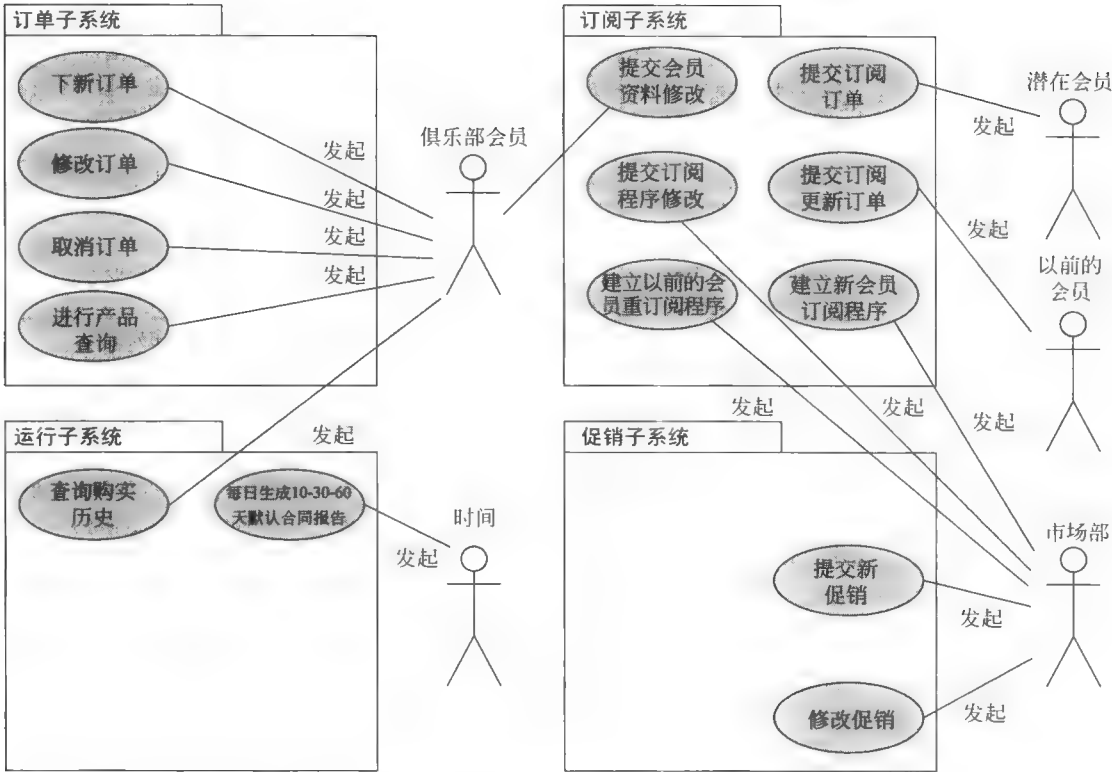 订单子系统
下新订单
修改订单
取消订单
进行产品
查询
发起
发起
发起
发起
俱乐部会员
订阅子系统
提交会员
资料修改
提交订阅
订单
提交订阅
程序修改
提交订阅
更新订单
建立以前的会
员重订阅程序
建立新会员
订阅程序
潜在会员
发起
发起
以前的
会员
运行子系统
发起
查询购买
历史
每日生成10-30-60
天默认合同报告
时间
发起
促销子系统
发起
发起
发起
提交新
促销
修改促销
市场部
发起
发起